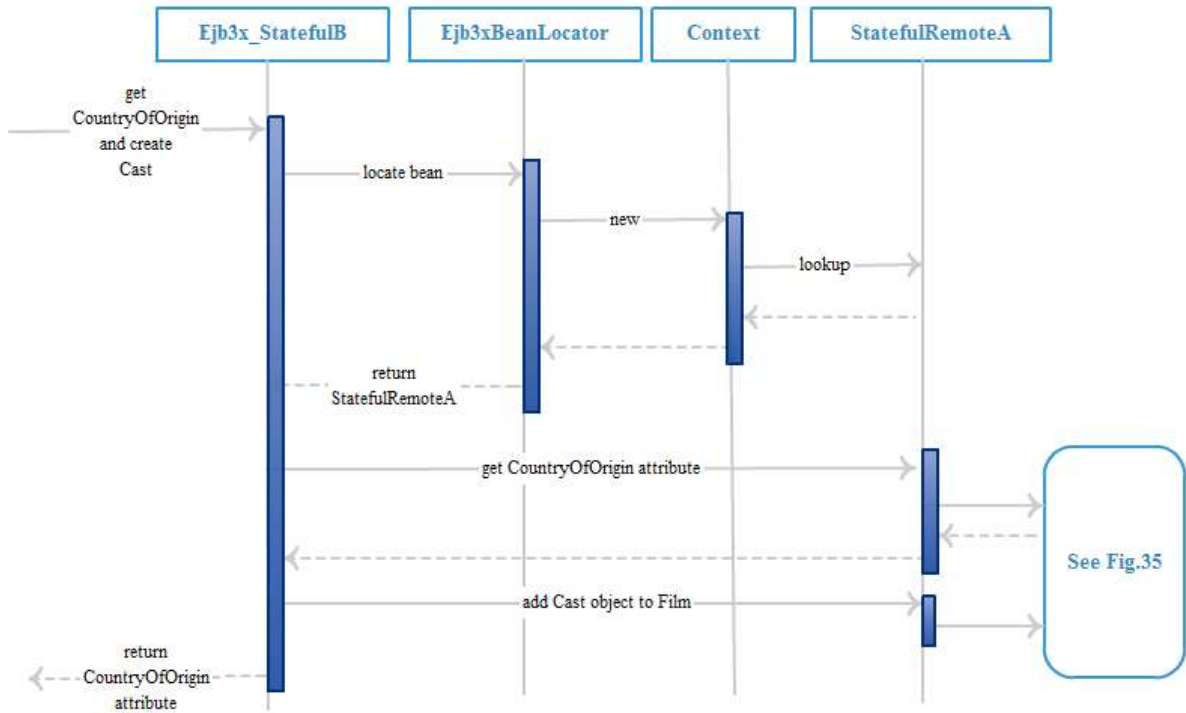 Ejb3x_StatefulB
Ejb3xBeanLocator
Context
StatefulRemoteA
get
CountryOfOrigin
and create
Cast
locate bean
new
lookup
return
StatefulRemoteA
get CountryOfOrigin attribute
See Fig.35
add Cast object to Film
return
CountryOfOrigin
attribute